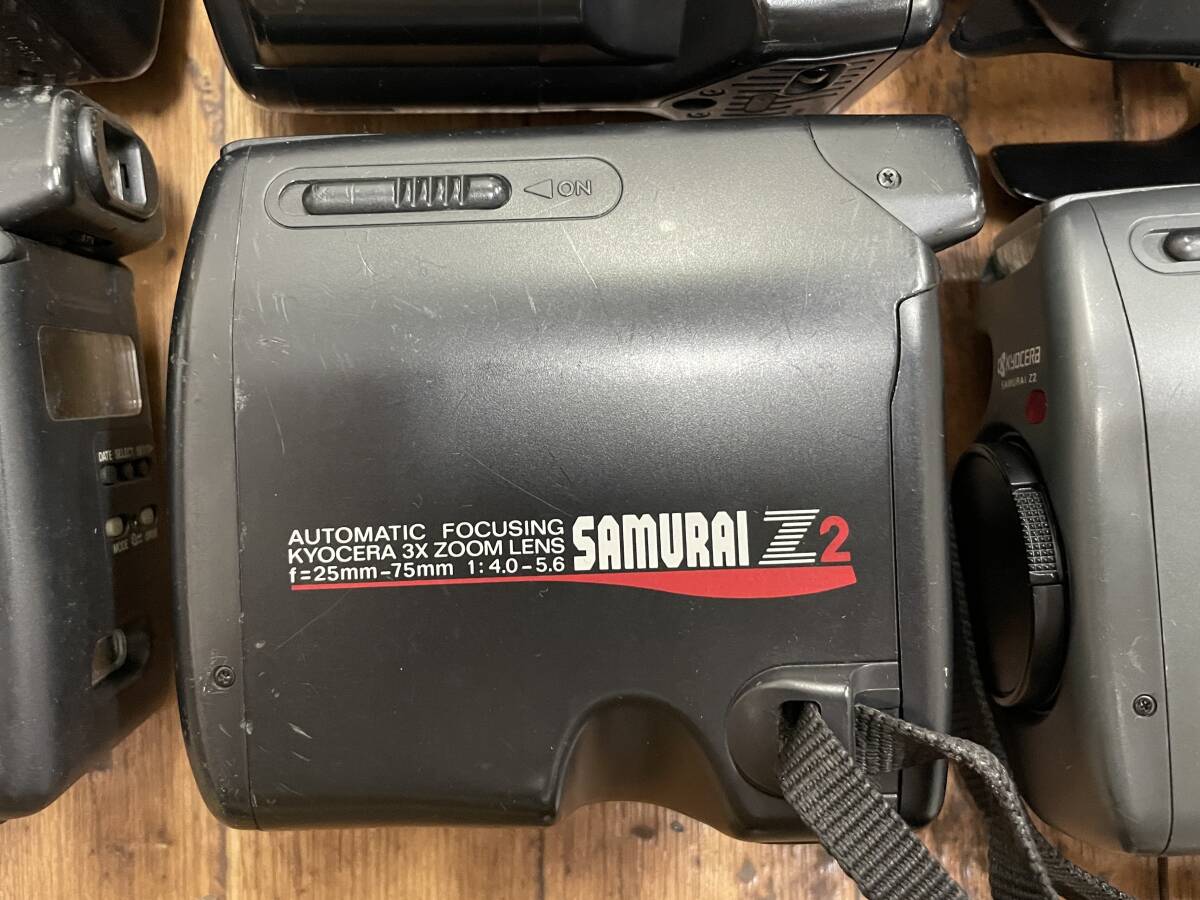 ◁ON
AUTOMATIC FOCUSING
KYOCERA 3X ZOOM LENS
f=25mm-75mm 1:4.0-5.6
SAMURAI Z2
KYOCERA
SAMURAI Z2
DATE SELECT
MODE